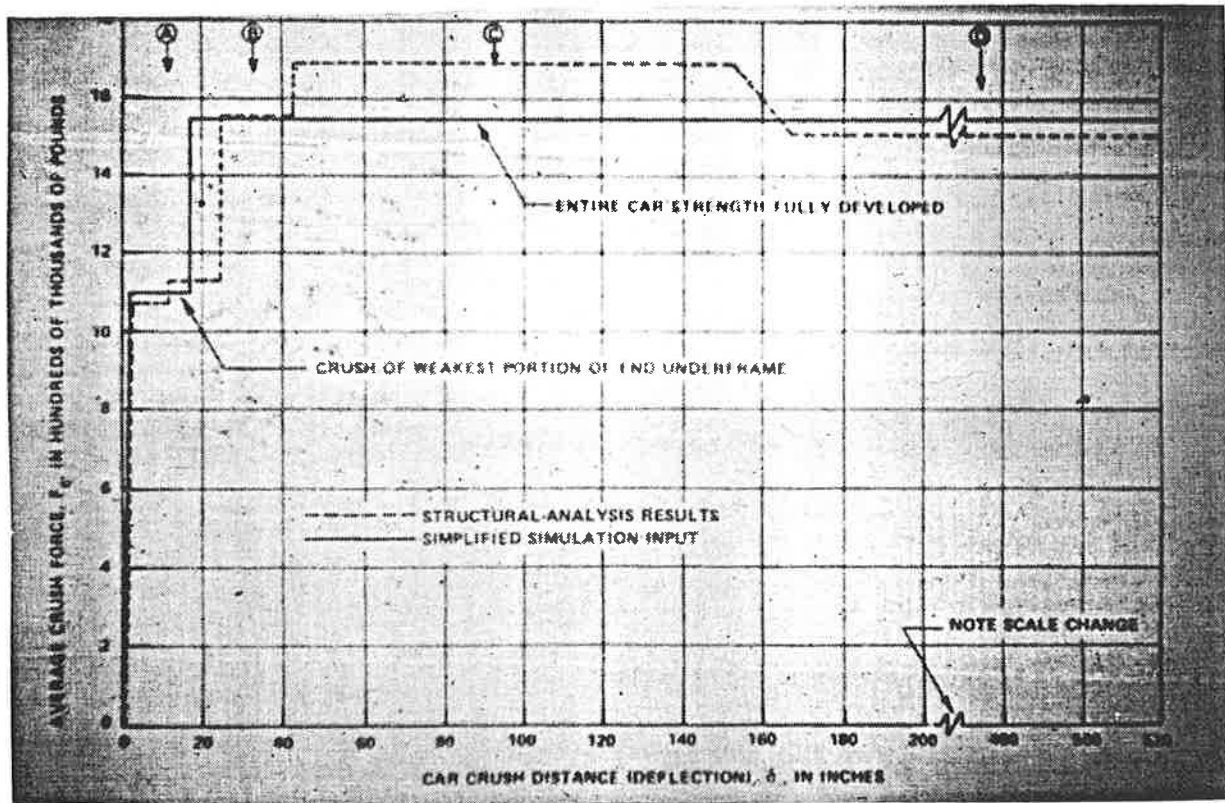 A B C D
18
16
14
12
10
8
6
4
2
0
AVERAGE CRUSH FORCE, Fc, IN HUNDREDS OF THOUSANDS OF POUNDS
ENTIRE CAR STRENGTH FULLY DEVELOPED
CRUSH OF WEAKEST PORTION OF END UNDERFRAME
STRUCTURAL-ANALYSIS RESULTS
SIMPLIFIED SIMULATION INPUT
NOTE SCALE CHANGE
0 20 40 60 80 100 120 140 160 180 200
CAR CRUSH DISTANCE (DEFLECTION), δ, IN INCHES